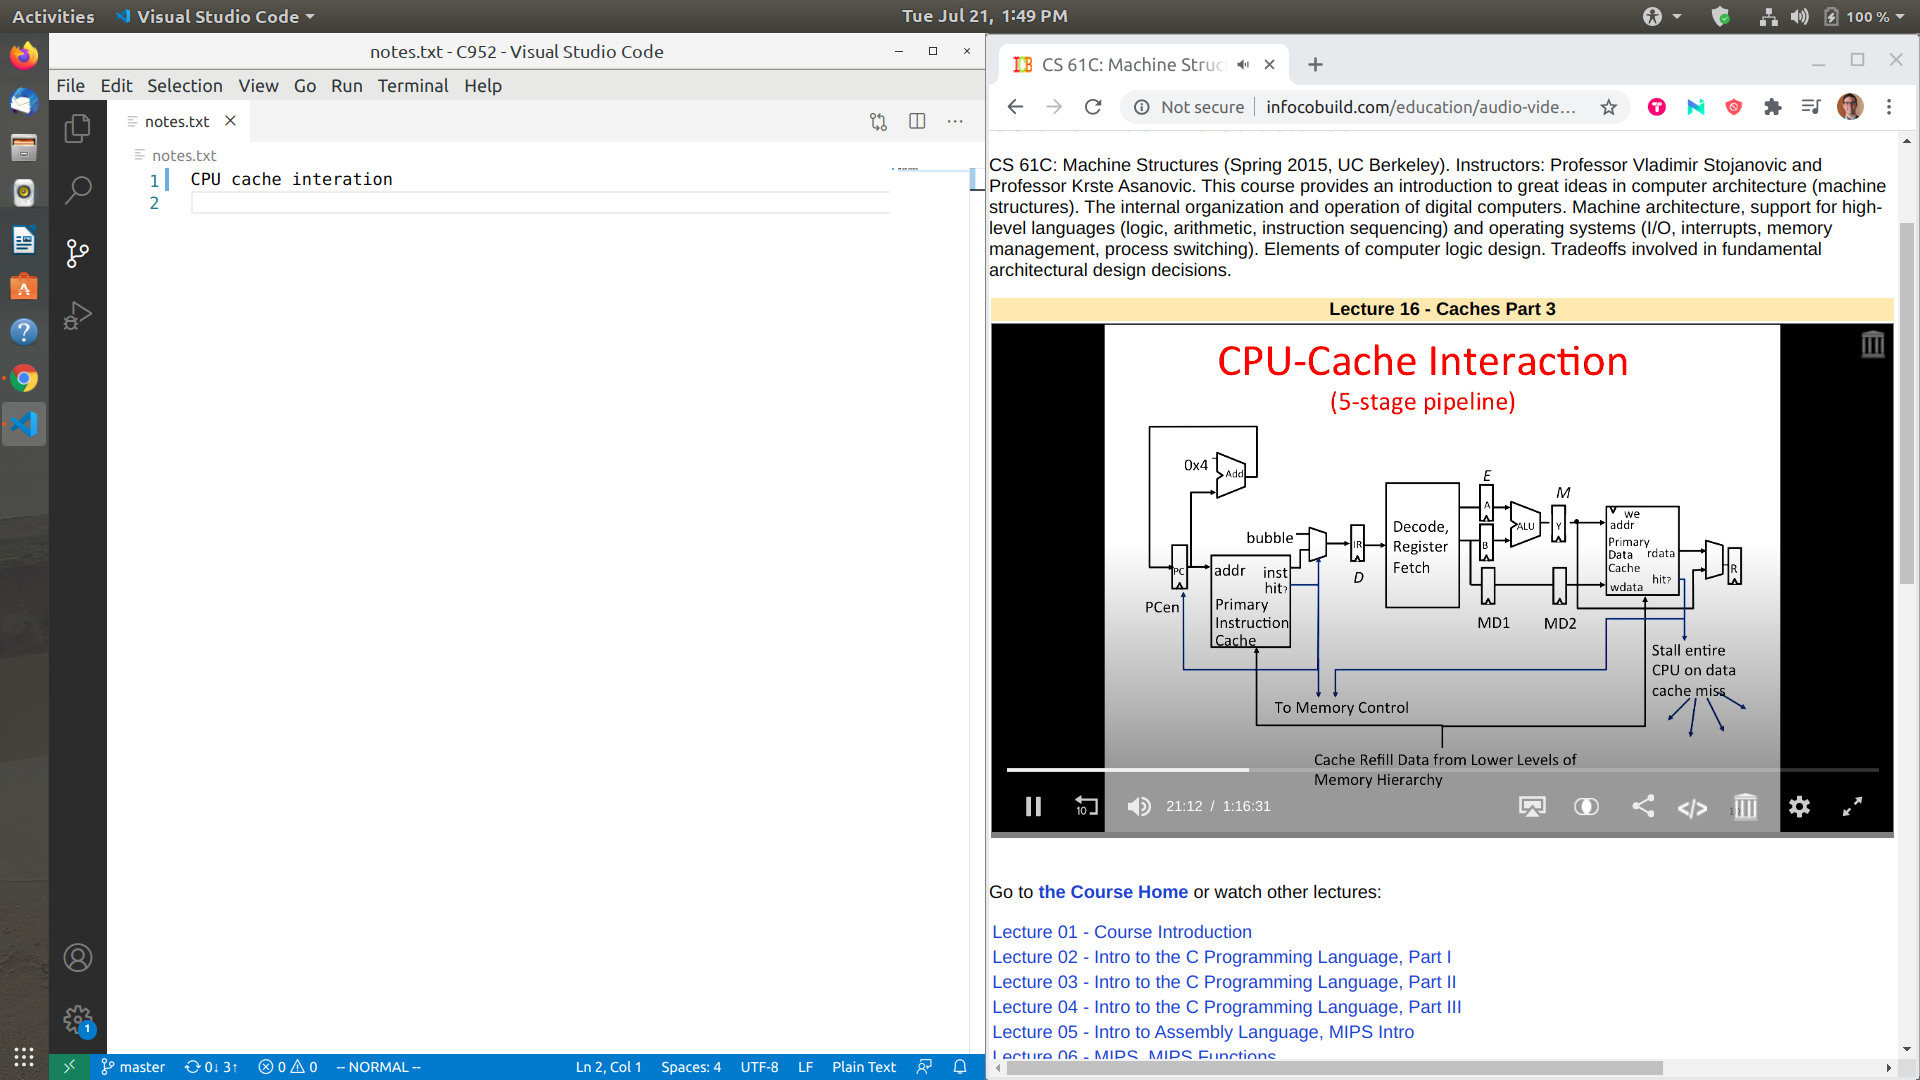 Activities
Visual Studio Code
Tue Jul 21, 1:49 PM
100 %
notes.txt - C952 - Visual Studio Code
File Edit Selection View Go Run Terminal Help
notes.txt
notes.txt
1 CPU cache interation
2
1
master
0↓ 3↑
0 0
-- NORMAL --
Ln 2, Col 1
Spaces: 4
UTF-8
LF
Plain Text
CS 61C: Machine Struc
Not secure
infocobuild.com/education/audio-vide...
CS 61C: Machine Structures (Spring 2015, UC Berkeley). Instructors: Professor Vladimir Stojanovic and
Professor Krste Asanovic. This course provides an introduction to great ideas in computer architecture (machine
structures). The internal organization and operation of digital computers. Machine architecture, support for high-
level languages (logic, arithmetic, instruction sequencing) and operating systems (I/O, interrupts, memory
management, process switching). Elements of computer logic design. Tradeoffs involved in fundamental
architectural design decisions.
Lecture 16 - Caches Part 3
CPU-Cache Interaction
(5-stage pipeline)
0x4
Add
bubble
PC
PCen
addr
inst
hit?
Primary
Instruction
Cache
IR
D
Decode,
Register
Fetch
E
A
B
ALU
M
Y
MD1
MD2
we
addr
Primary
Data
Cache
rdata
hit?
wdata
R
Stall entire
CPU on data
cache miss
To Memory Control
Cache Refill Data from Lower Levels of
Memory Hierarchy
10
21:12 / 1:16:31
Go to the Course Home or watch other lectures:
Lecture 01 - Course Introduction
Lecture 02 - Intro to the C Programming Language, Part I
Lecture 03 - Intro to the C Programming Language, Part II
Lecture 04 - Intro to the C Programming Language, Part III
Lecture 05 - Intro to Assembly Language, MIPS Intro
Lecture 06 - MIPS, MIPS Functions